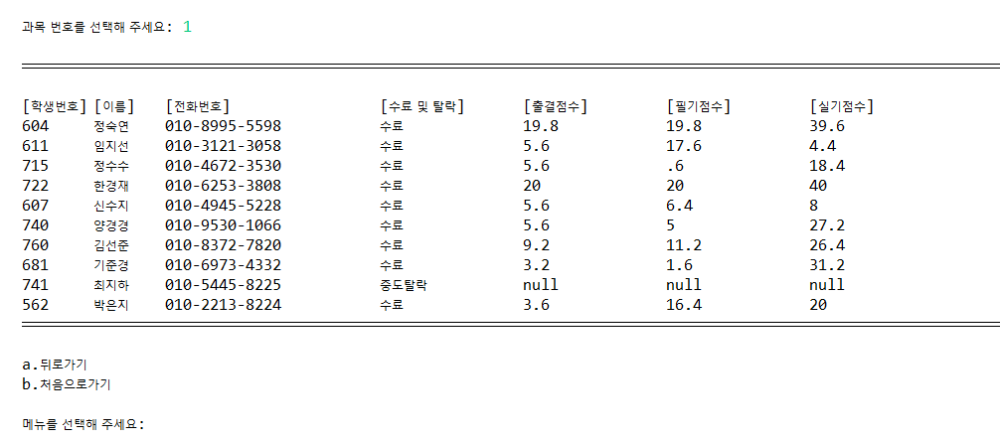 과목 번호를 선택해 주세요: 1
[학생번호] [이름] [전화번호] [수료 및 탈락] [출결점수] [필기점수] [실기점수]
604 정숙연 010-8995-5598 수료 19.8 19.8 39.6
611 임지선 010-3121-3058 수료 5.6 17.6 4.4
715 정수수 010-4672-3530 수료 5.6 .6 18.4
722 한경재 010-6253-3808 수료 20 20 40
607 신수지 010-4945-5228 수료 5.6 6.4 8
740 양경경 010-9530-1066 수료 5.6 5 27.2
760 김선준 010-8372-7820 수료 9.2 11.2 26.4
681 기준경 010-6973-4332 수료 3.2 1.6 31.2
741 최지하 010-5445-8225 중도탈락 null null null
562 박은지 010-2213-8224 수료 3.6 16.4 20
a.뒤로가기
b.처음으로가기
메뉴를 선택해 주세요: